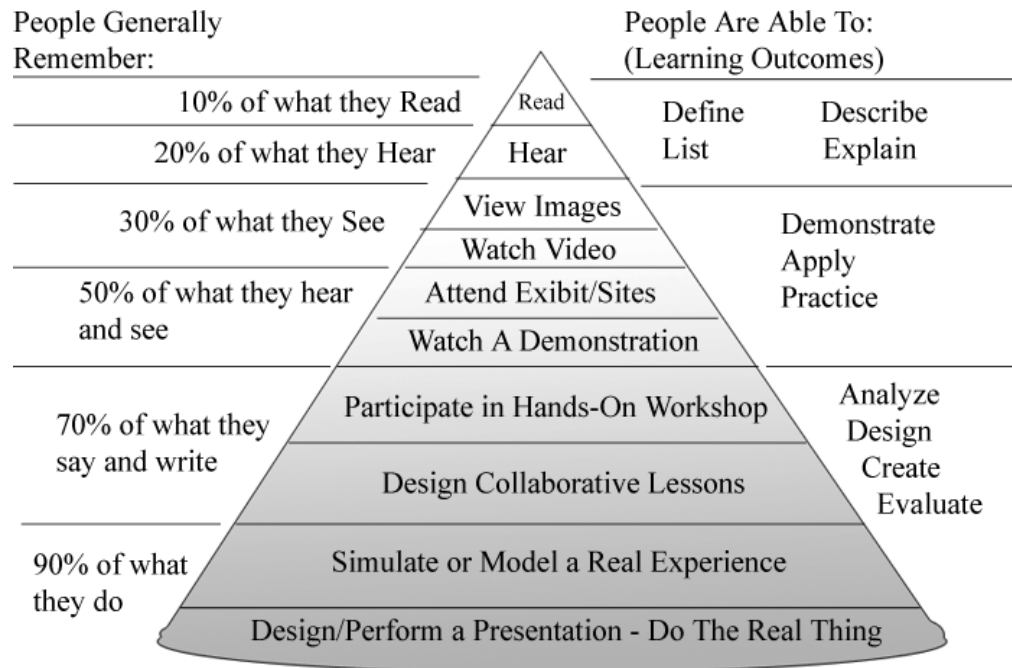 People Generally
Remember:
10% of what they Read
20% of what they Hear
30% of what they See
50% of what they hear
and see
70% of what they
say and write
90% of what
they do
Read
Hear
View Images
Watch Video
Attend Exibit/Sites
Watch A Demonstration
Participate in Hands-On Workshop
Design Collaborative Lessons
Simulate or Model a Real Experience
Design/Perform a Presentation - Do The Real Thing
People Are Able To:
(Learning Outcomes)
Define Describe
List Explain
Demonstrate
Apply
Practice
Analyze
Design
Create
Evaluate